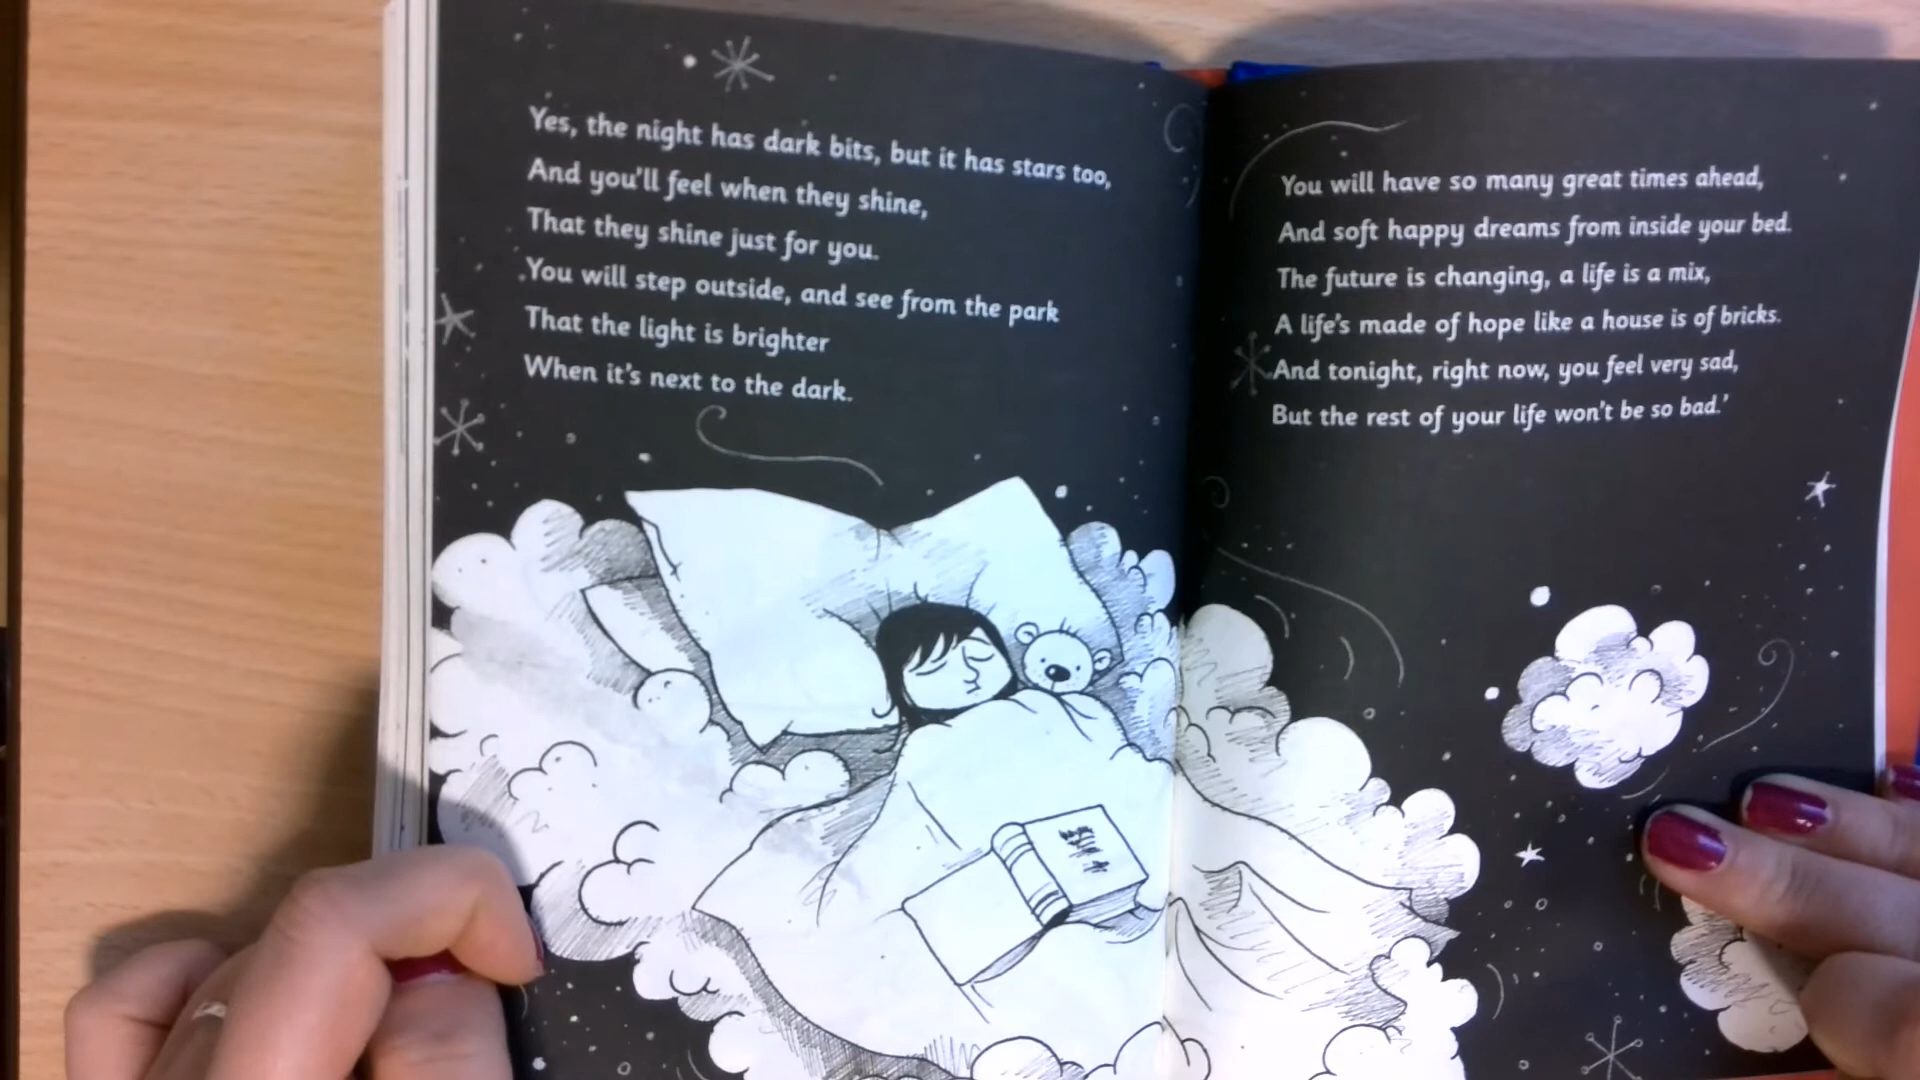 Yes, the night has dark bits, but it has stars too,
And you'll feel when they shine,
That they shine just for you.
You will step outside, and see from the park
That the light is brighter
When it's next to the dark.
You will have so many great times ahead,
And soft happy dreams from inside your bed.
The future is changing, a life is a mix,
A life's made of hope like a house is of bricks.
And tonight, right now, you feel very sad,
But the rest of your life won't be so bad.'